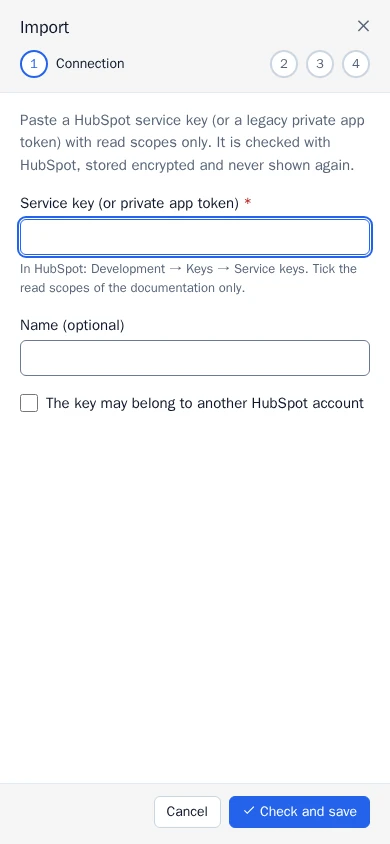 Import
1 Connection 2 3 4
Paste a HubSpot service key (or a legacy private app
token) with read scopes only. It is checked with
HubSpot, stored encrypted and never shown again.
Service key (or private app token) *
In HubSpot: Development → Keys → Service keys. Tick the
read scopes of the documentation only.
Name (optional)
The key may belong to another HubSpot account
Cancel Check and save